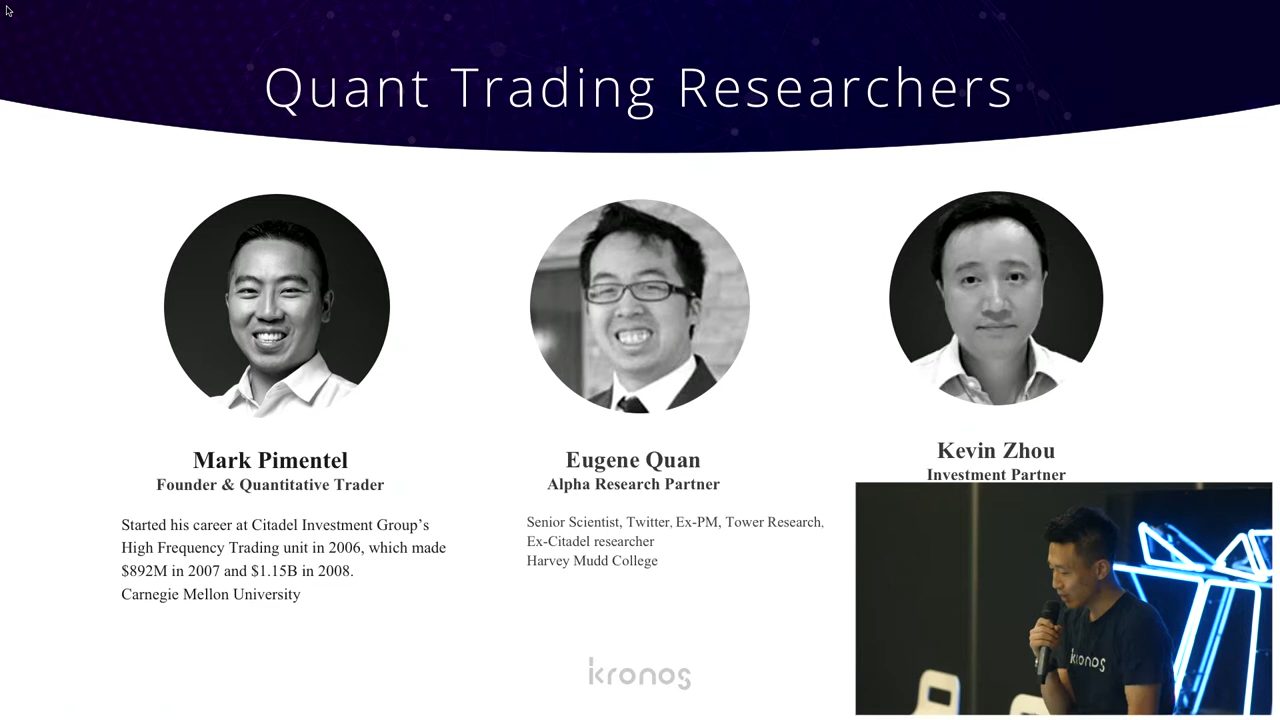 Quant Trading Researchers
Mark Pimentel
Founder & Quantitative Trader
Started his career at Citadel Investment Group’s
High Frequency Trading unit in 2006, which made
$892M in 2007 and $1.15B in 2008.
Carnegie Mellon University
Eugene Quan
Alpha Research Partner
Senior Scientist, Twitter, Ex-PM, Tower Research,
Ex-Citadel researcher
Harvey Mudd College
Kevin Zhou
Investment Partner
kronos
kronos